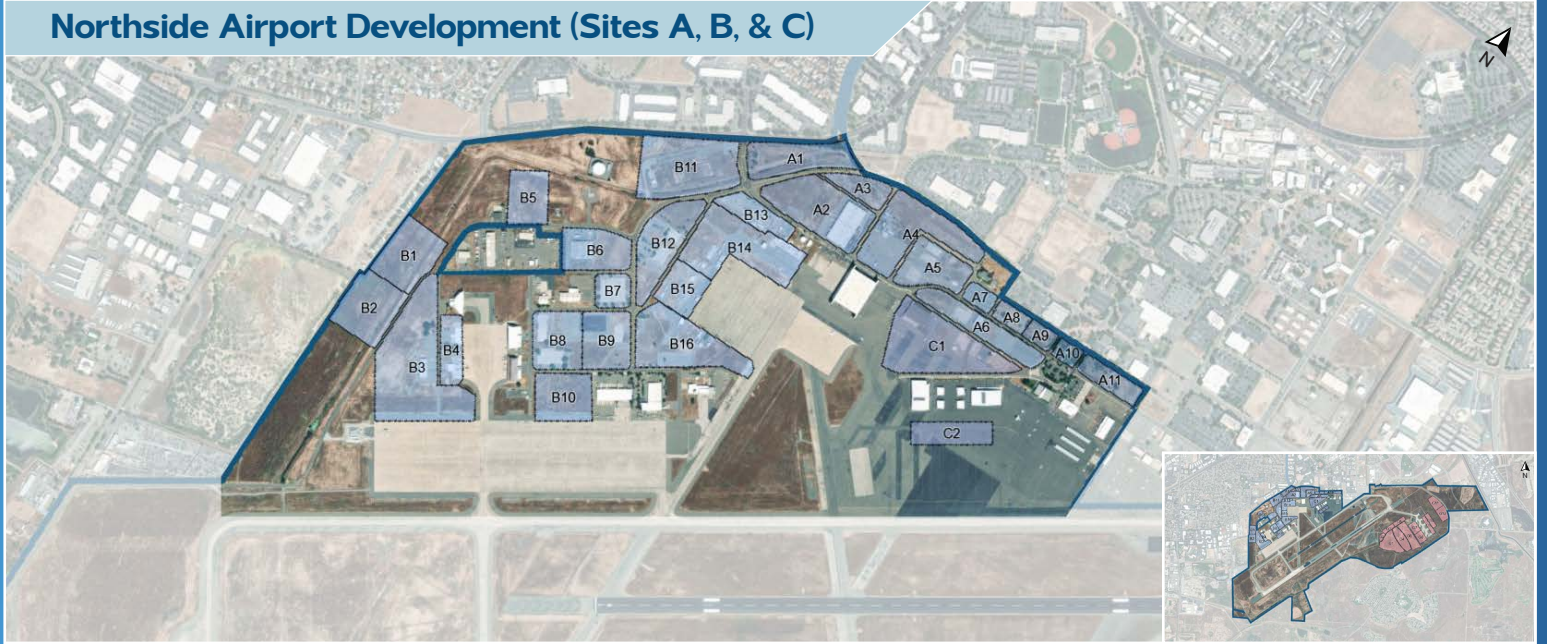 Northside Airport Development (Sites A, B, & C)
N
B11
A1
A3
B5
A2
B13
A4
B12
B14
B6
B1
A5
B7
B15
A7
B2
A8
A6
A9
B8
B9
B16
C1
B4
A10
B3
A11
B10
C2
N